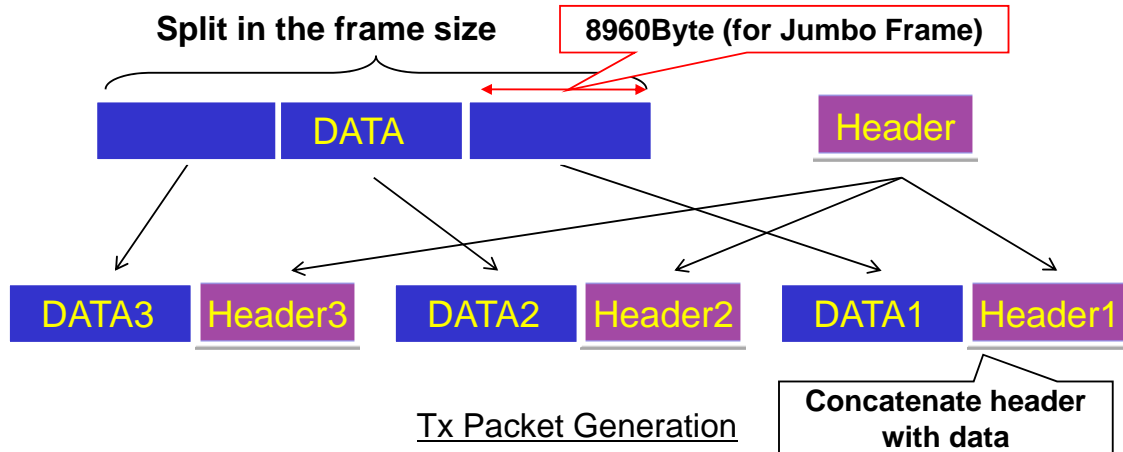 Split in the frame size
8960Byte (for Jumbo Frame)
DATA
Header
DATA3
Header3
DATA2
Header2
DATA1
Header1
Concatenate header
with data
Tx Packet Generation